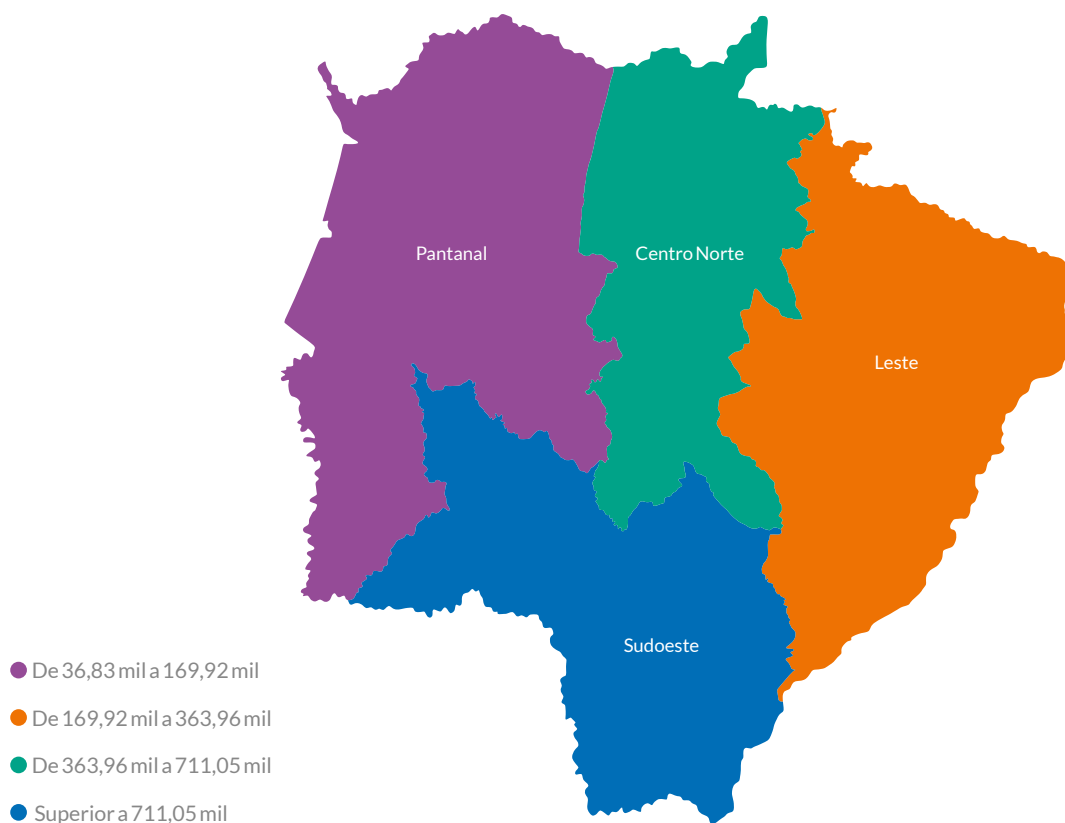 Pantanal
Centro Norte
Leste
Sudoeste
De 36,83 mil a 169,92 mil
De 169,92 mil a 363,96 mil
De 363,96 mil a 711,05 mil
Superior a 711,05 mil